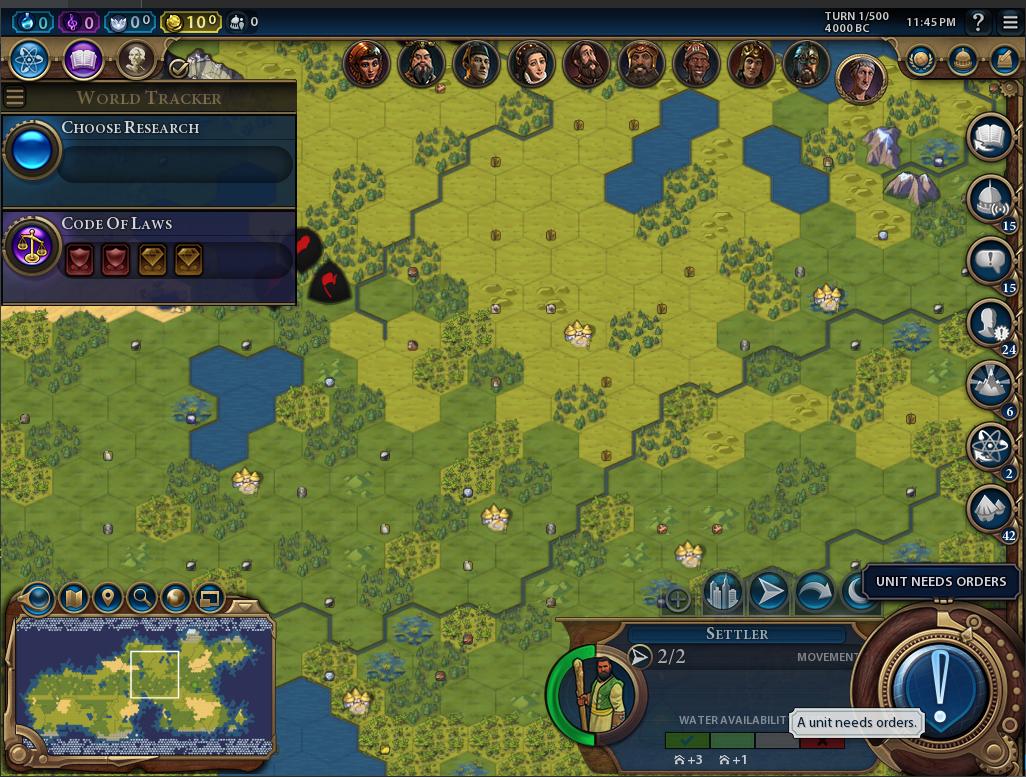 0 0 0⁰ 10⁰ 0
TURN 1/500
4000 BC
11:45 PM
?
WORLD TRACKER
CHOOSE RESEARCH
CODE OF LAWS
15
15
24
6
2
42
UNIT NEEDS ORDERS
SETTLER
2/2
MOVEMENT
WATER AVAILABILIT
A unit needs orders.
+3 +1